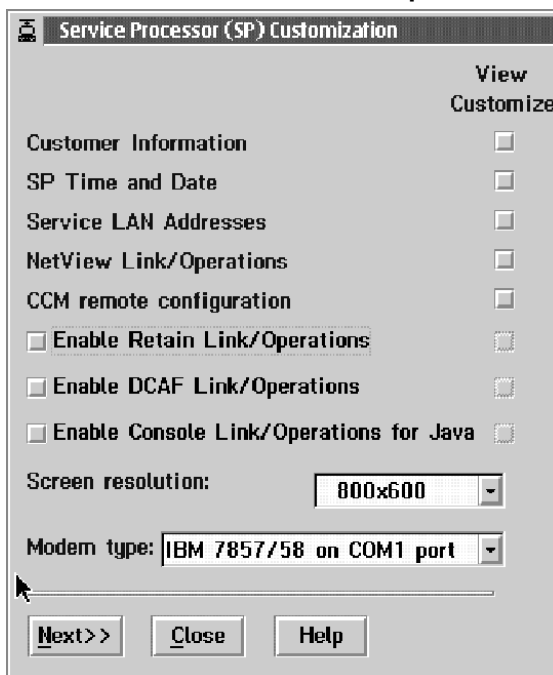 Service Processor (SP) Customization
View
Customize
Customer Information
SP Time and Date
Service LAN Addresses
NetView Link/Operations
CCM remote configuration
Enable Retain Link/Operations
Enable DCAF Link/Operations
Enable Console Link/Operations for Java
Screen resolution: 800x600
Modem type: IBM 7857/58 on COM1 port
Next>> Close Help